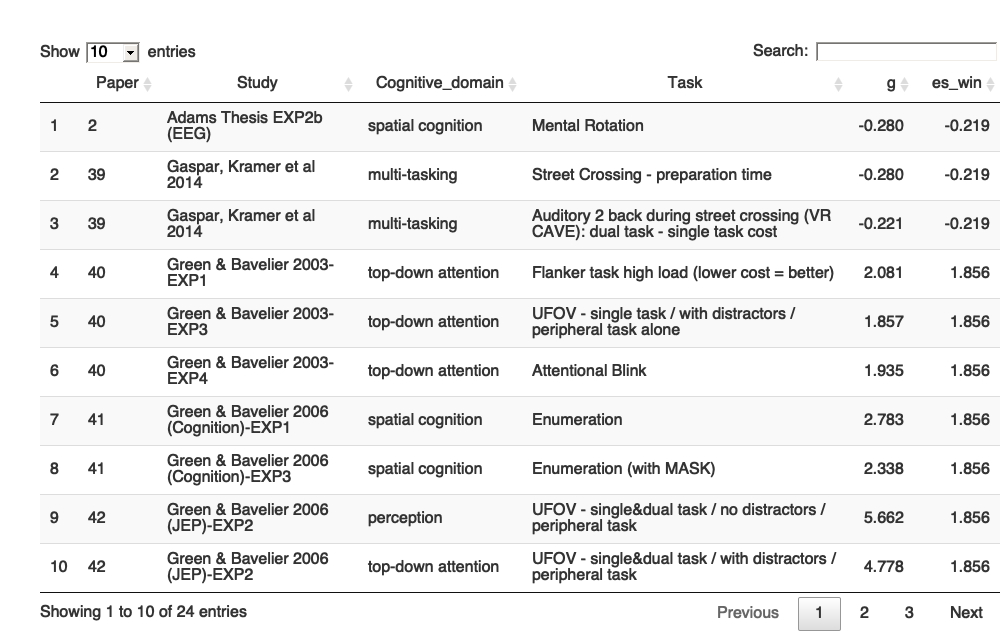 Show 10 entries Search:
Paper Study Cognitive_domain Task g es_win
1 2 Adams Thesis EXP2b (EEG) spatial cognition Mental Rotation -0.280 -0.219
2 39 Gaspar, Kramer et al 2014 multi-tasking Street Crossing - preparation time -0.280 -0.219
3 39 Gaspar, Kramer et al 2014 multi-tasking Auditory 2 back during street crossing (VR CAVE): dual task - single task cost -0.221 -0.219
4 40 Green & Bavelier 2003-EXP1 top-down attention Flanker task high load (lower cost = better) 2.081 1.856
5 40 Green & Bavelier 2003-EXP3 top-down attention UFOV - single task / with distractors / peripheral task alone 1.857 1.856
6 40 Green & Bavelier 2003-EXP4 top-down attention Attentional Blink 1.935 1.856
7 41 Green & Bavelier 2006 (Cognition)-EXP1 spatial cognition Enumeration 2.783 1.856
8 41 Green & Bavelier 2006 (Cognition)-EXP3 spatial cognition Enumeration (with MASK) 2.338 1.856
9 42 Green & Bavelier 2006 (JEP)-EXP2 perception UFOV - single&dual task / no distractors / peripheral task 5.662 1.856
10 42 Green & Bavelier 2006 (JEP)-EXP2 top-down attention UFOV - single&dual task / with distractors / peripheral task 4.778 1.856
Showing 1 to 10 of 24 entries Previous 1 2 3 Next